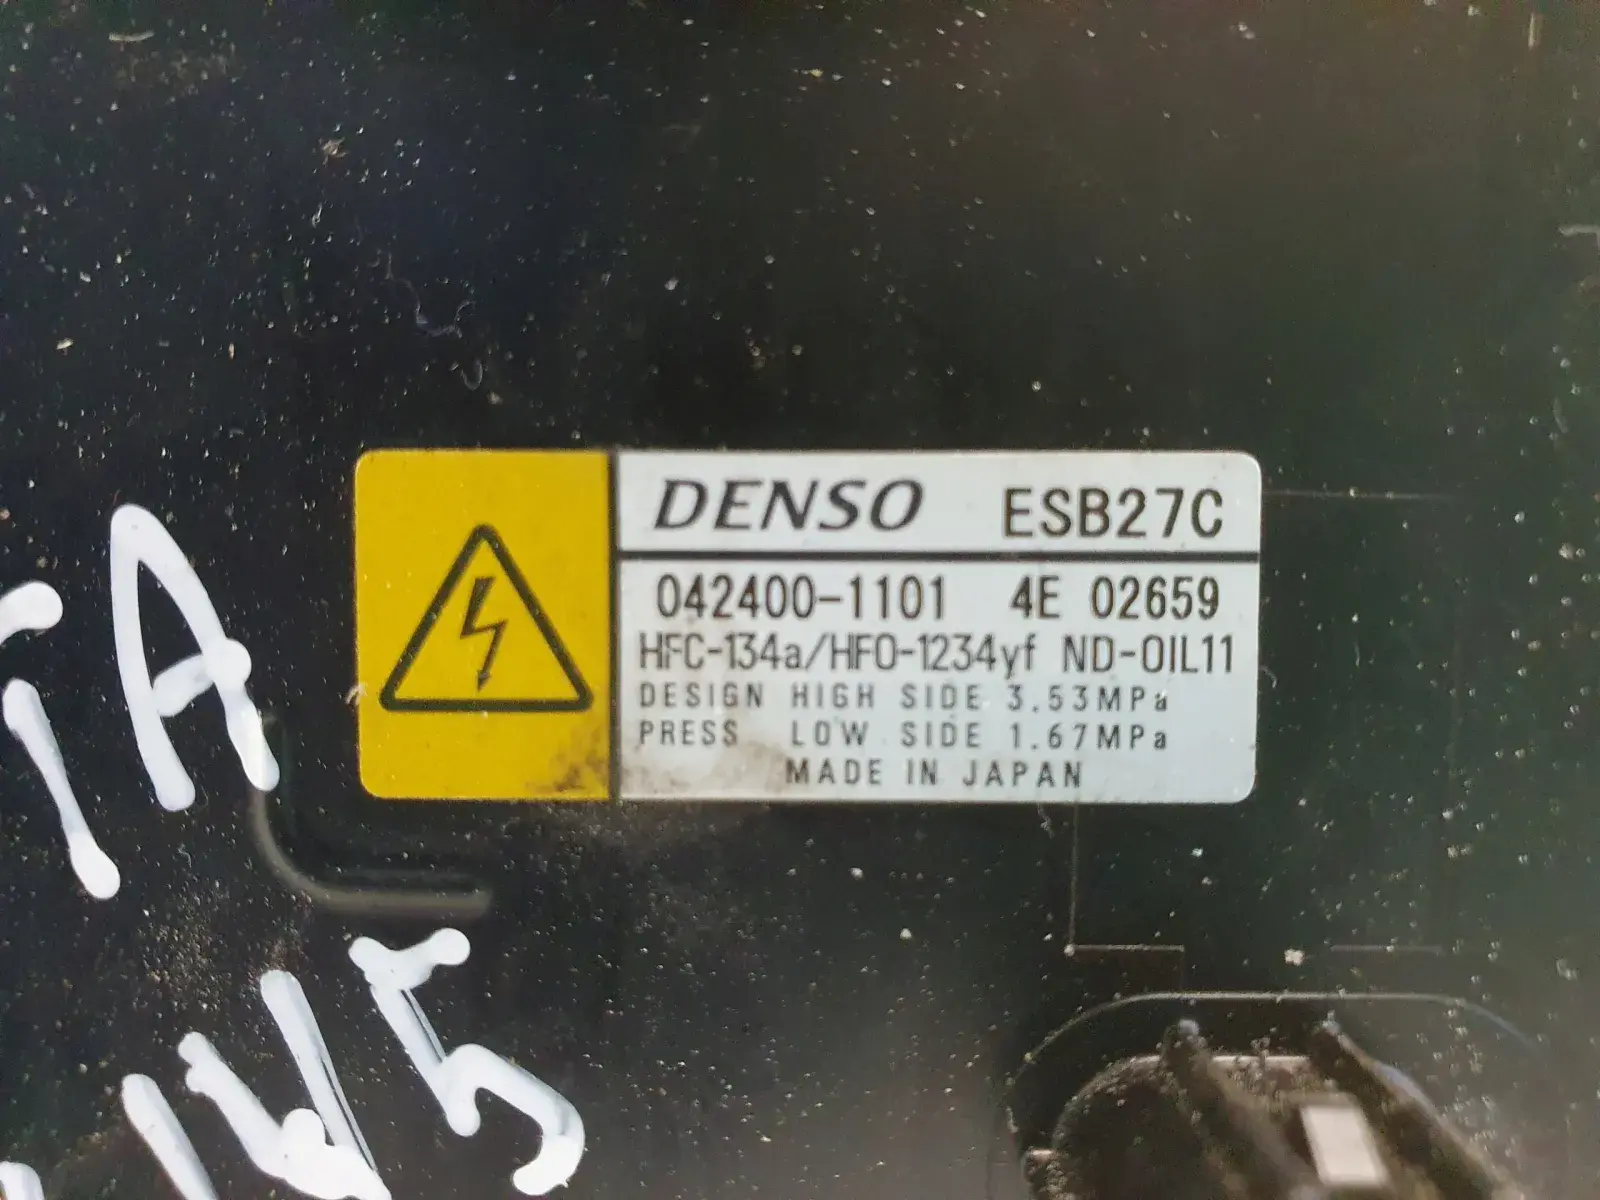 DENSO ESB27C
042400-1101 4E 02659
HFC-134a/HFO-1234yf ND-OIL11
DESIGN HIGH SIDE 3.53MPa
PRESS LOW SIDE 1.67MPa
MADE IN JAPAN